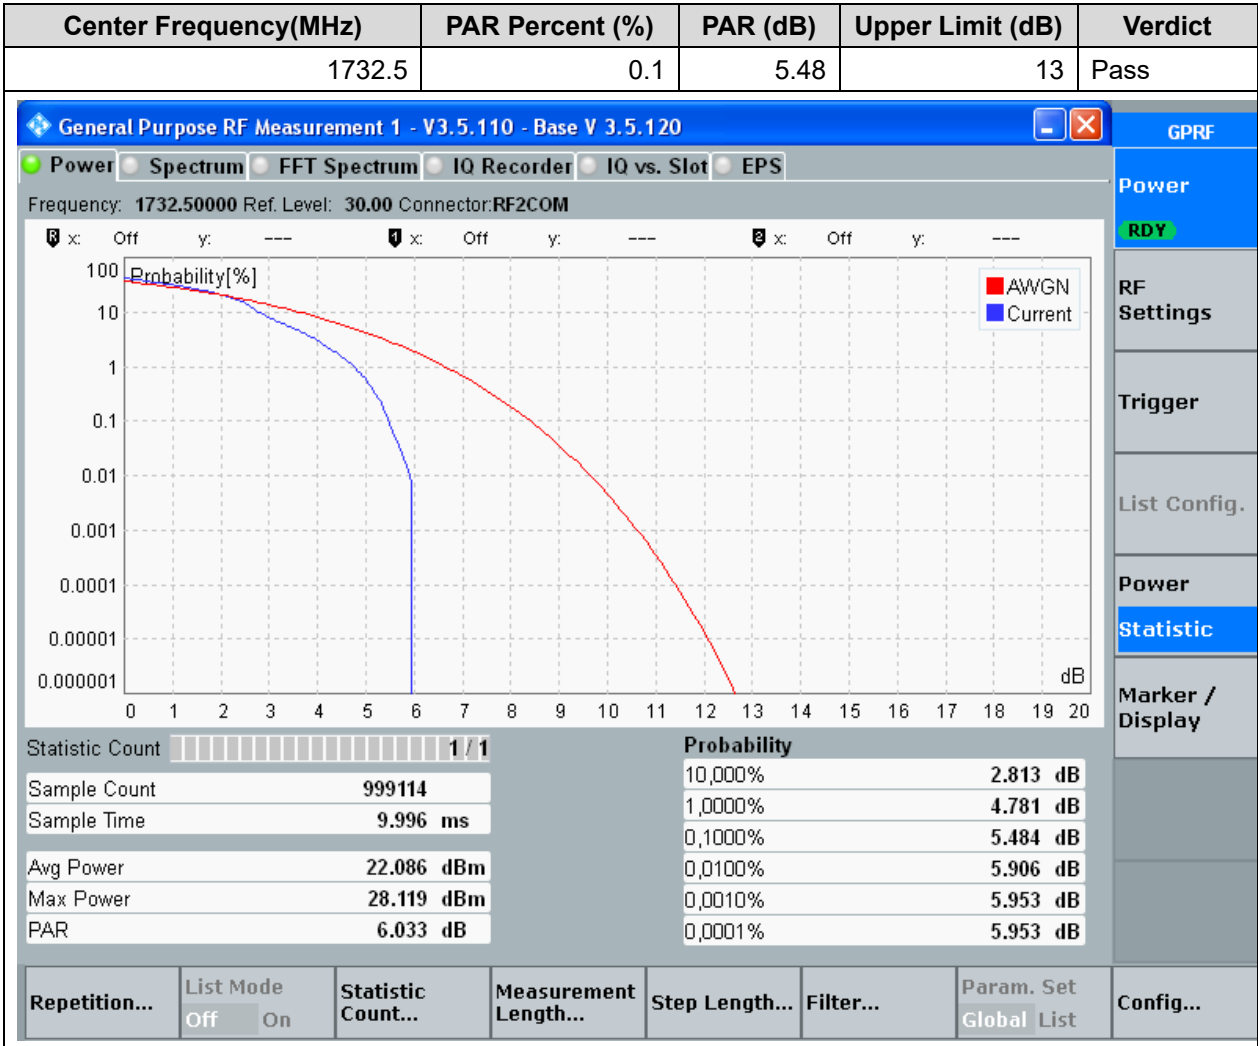 Center Frequency(MHz) PAR Percent (%) PAR (dB) Upper Limit (dB) Verdict
1732.5 0.1 5.48 13 Pass
General Purpose RF Measurement 1 - V3.5.110 - Base V 3.5.120
GPRF
Power Spectrum FFT Spectrum IQ Recorder IQ vs. Slot EPS
Power
RDY
Frequency: 1732.50000 Ref. Level: 30.00 Connector:RF2COM
R x: Off y: --- 1 x: Off y: --- 2 x: Off y: ---
Probability[%]
AWGN
Current
100
10
1
0.1
0.01
0.001
0.0001
0.00001
0.000001
dB
0 1 2 3 4 5 6 7 8 9 10 11 12 13 14 15 16 17 18 19 20
RF
Settings
Trigger
List Config.
Power
Statistic
Marker /
Display
Statistic Count 1 / 1
Sample Count 999114
Sample Time 9.996 ms
Avg Power 22.086 dBm
Max Power 28.119 dBm
PAR 6.033 dB
Probability
10,000% 2.813 dB
1,0000% 4.781 dB
0,1000% 5.484 dB
0,0100% 5.906 dB
0,0010% 5.953 dB
0,0001% 5.953 dB
Repetition...
List Mode
Off On
Statistic
Count...
Measurement
Length...
Step Length...
Filter...
Param. Set
Global List
Config...